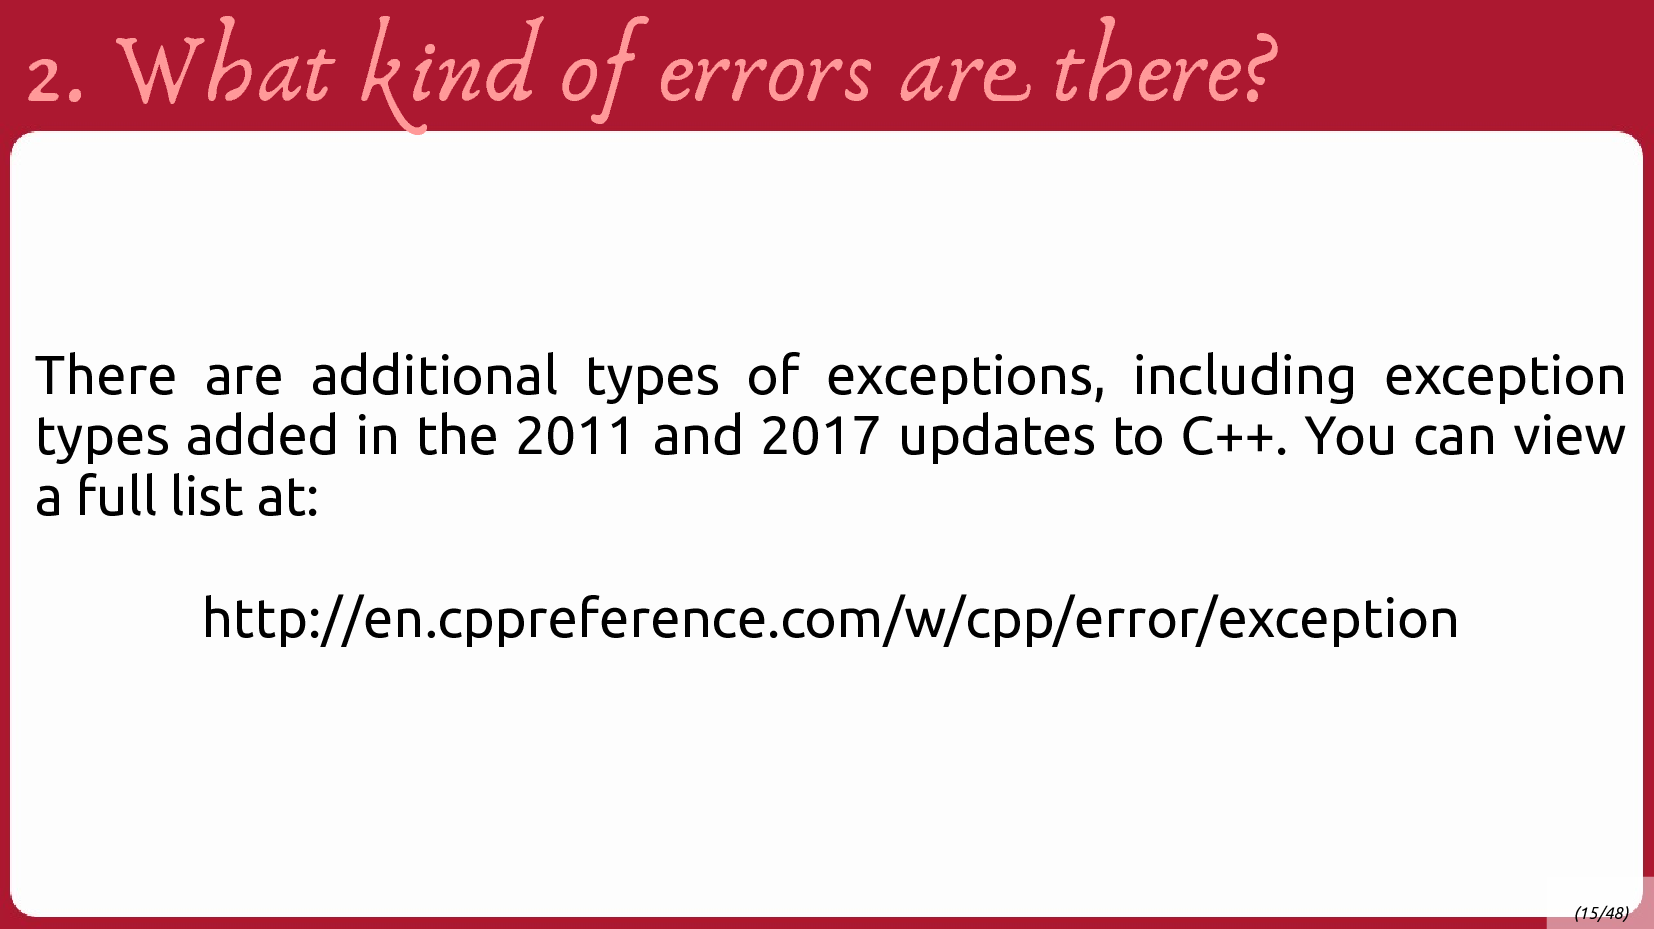 2. What kind of errors are there?
There are additional types of exceptions, including exception
types added in the 2011 and 2017 updates to C++. You can view
a full list at:
http://en.cppreference.com/w/cpp/error/exception
(15/48)